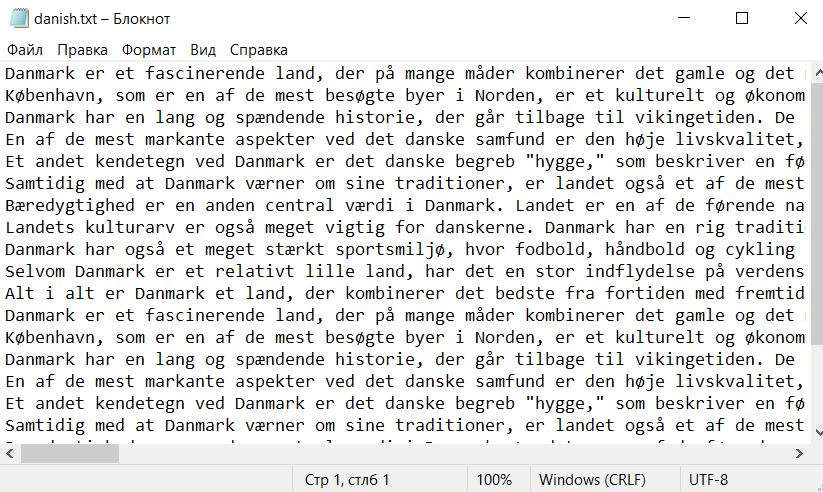 danish.txt – Блокнот
Файл Правка Формат Вид Справка
Danmark er et fascinerende land, der på mange måder kombinerer det gamle og det
København, som er en af de mest besøgte byer i Norden, er et kulturelt og økonom
Danmark har en lang og spændende historie, der går tilbage til vikingetiden. De
En af de mest markante aspekter ved det danske samfund er den høje livskvalitet,
Et andet kendetegn ved Danmark er det danske begreb "hygge," som beskriver en fø
Samtidig med at Danmark værner om sine traditioner, er landet også et af de mest
Bæredygtighed er en anden central værdi i Danmark. Landet er en af de førende na
Landets kulturarv er også meget vigtig for danskerne. Danmark har en rig traditi
Danmark har også et meget stærkt sportsmiljø, hvor fodbold, håndbold og cykling
Selvom Danmark er et relativt lille land, har det en stor indflydelse på verdens
Alt i alt er Danmark et land, der kombinerer det bedste fra fortiden med fremtid
Danmark er et fascinerende land, der på mange måder kombinerer det gamle og det
København, som er en af de mest besøgte byer i Norden, er et kulturelt og økonom
Danmark har en lang og spændende historie, der går tilbage til vikingetiden. De
En af de mest markante aspekter ved det danske samfund er den høje livskvalitet,
Et andet kendetegn ved Danmark er det danske begreb "hygge," som beskriver en fø
Samtidig med at Danmark værner om sine traditioner, er landet også et af de mest
Стр 1, стлб 1 100% Windows (CRLF) UTF-8